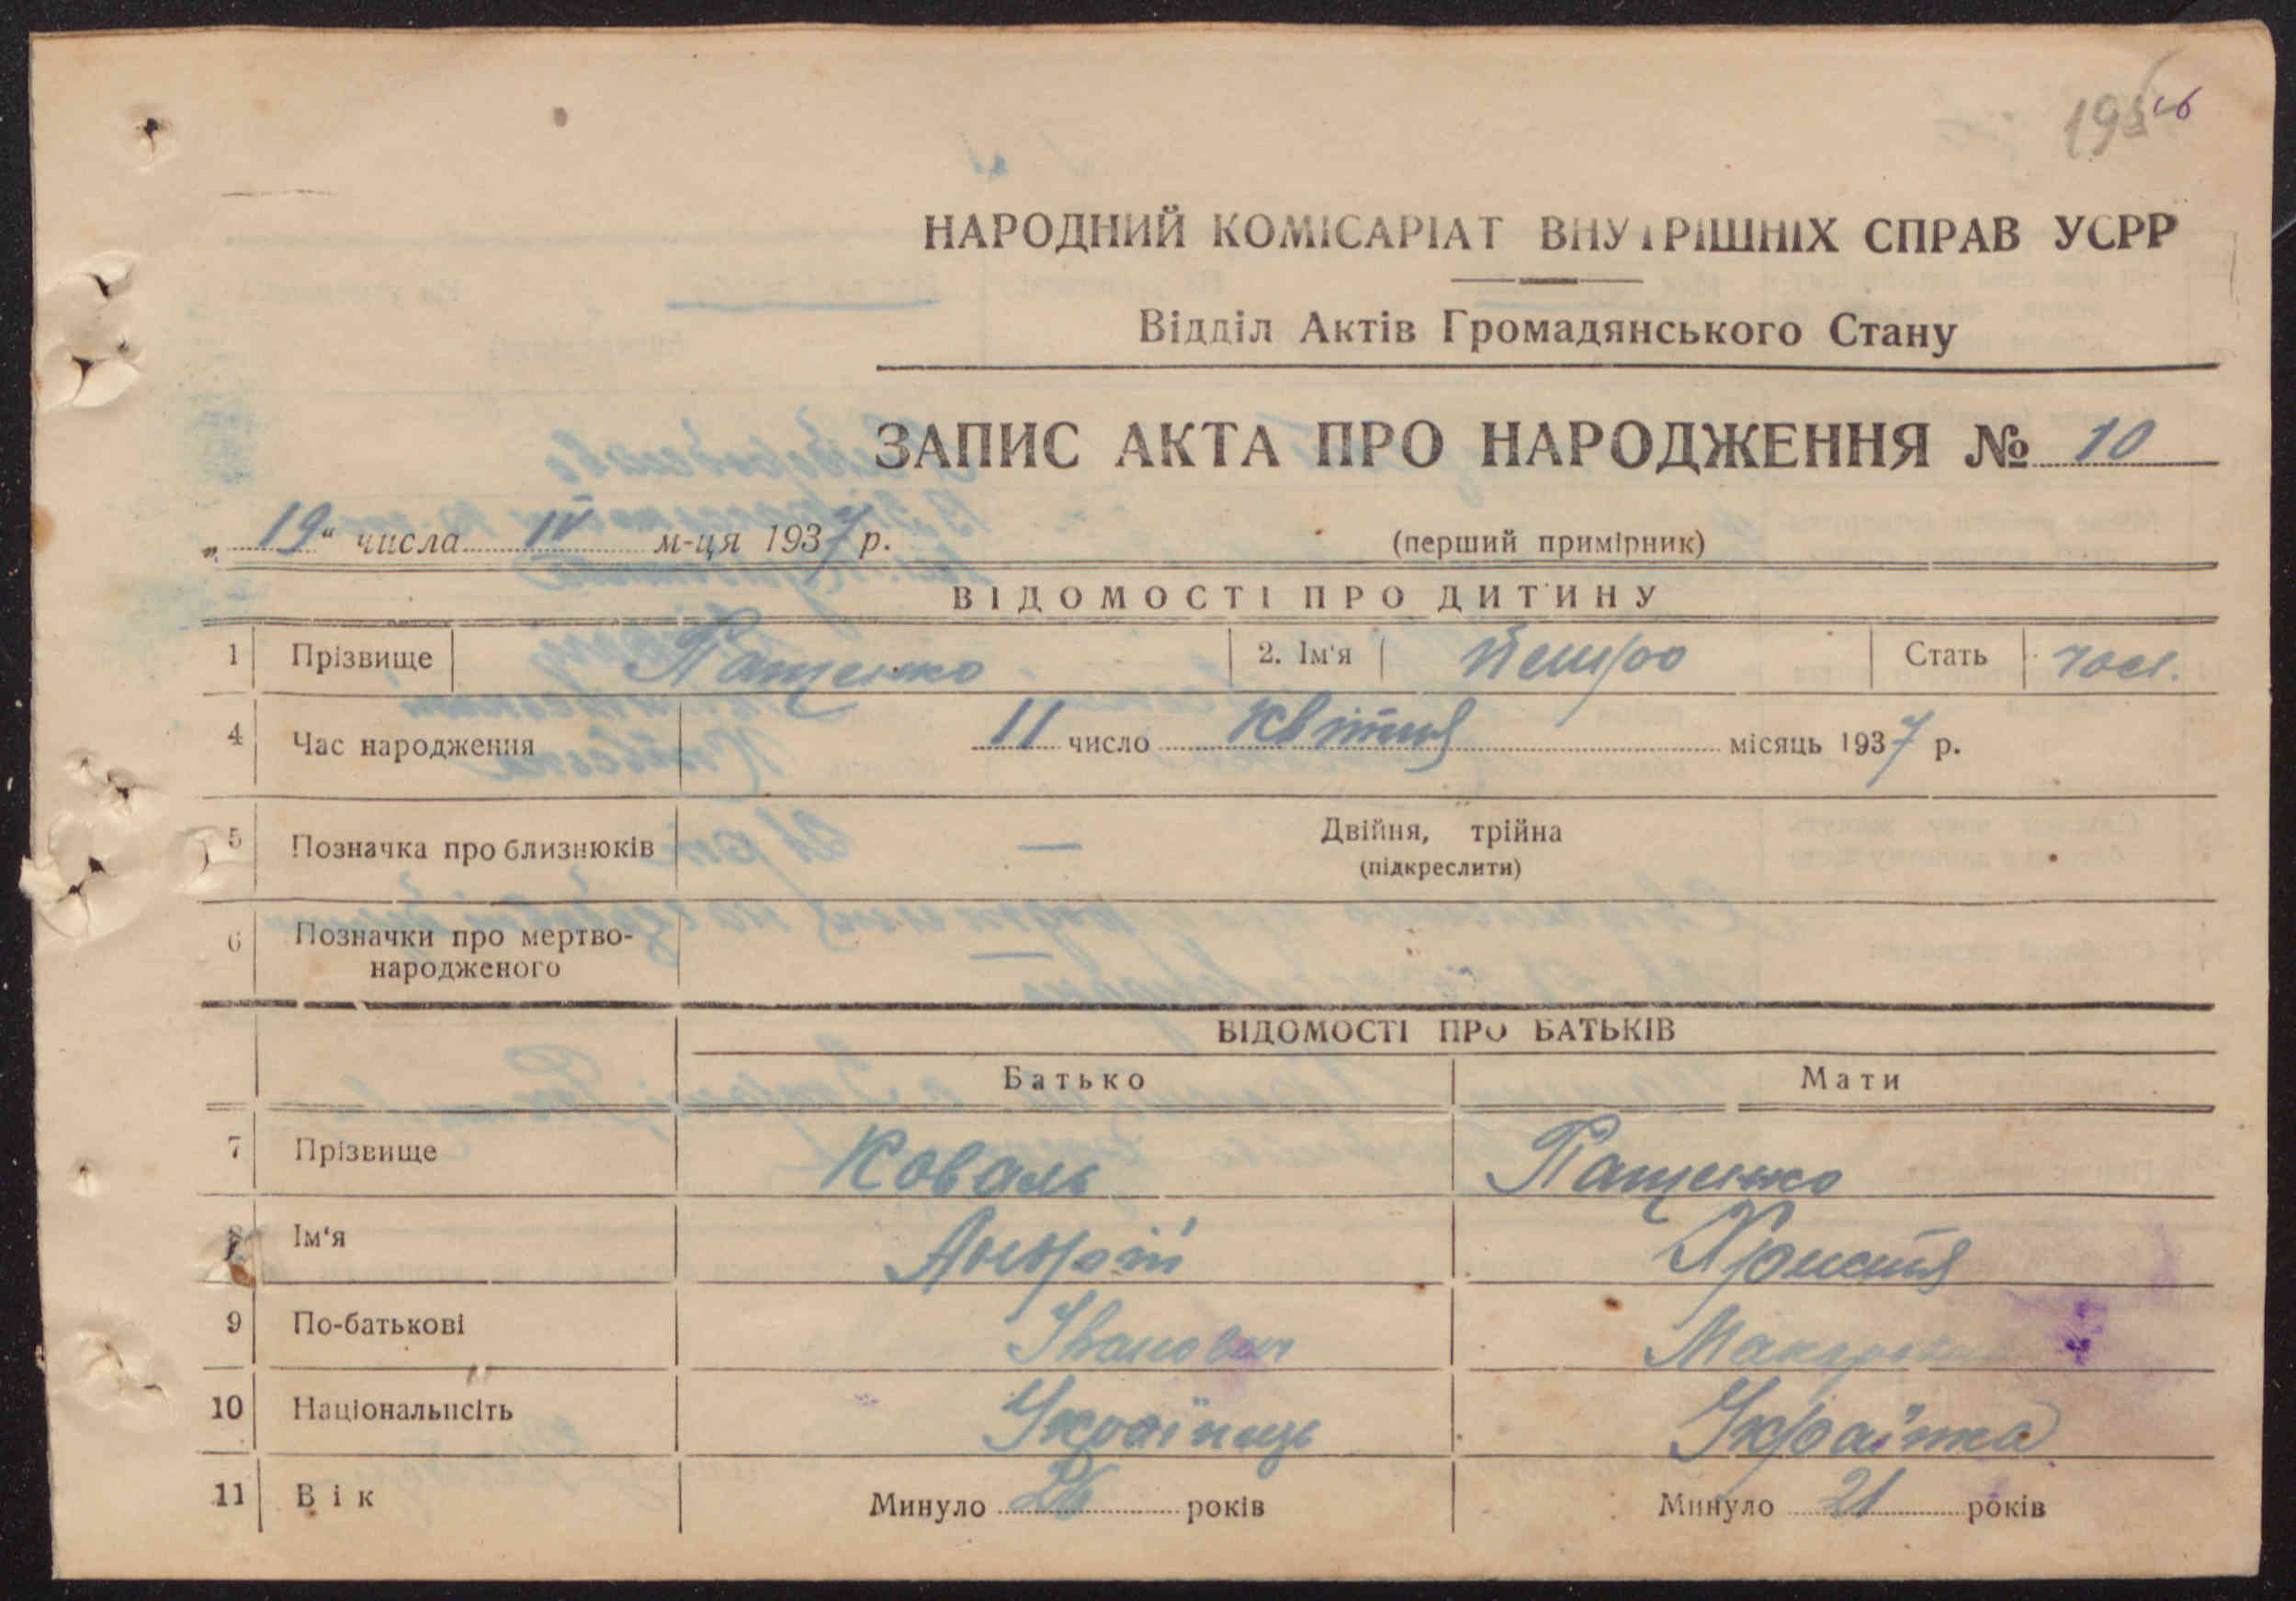 НАРОДНИЙ КОМІСАРІАТ ВНУТРІШНІХ СПРАВ УСРР
Відділ Актів Громадянського Стану
ЗАПИС АКТА ПРО НАРОДЖЕННЯ № 10
„19“ числа IV м-ця 1937 р. (перший примірник)
ВІДОМОСТІ ПРО ДИТИНУ
1 Прізвище Пащенко 2. Ім'я Петро Стать чол.
4 Час народження 11 число квітня місяць 1937 р.
5 Позначка про близнюків — Двійня, трійна
(підкреслити)
6 Позначки про мертво-
народженого
ВІДОМОСТІ ПРО БАТЬКІВ
Батько Мати
7 Прізвище Коваль Пащенко
8 Ім'я Андрій Христя
9 По-батькові Іванович
10 Національність Українець Українка
11 Вік Минуло 26 років Минуло 21 років